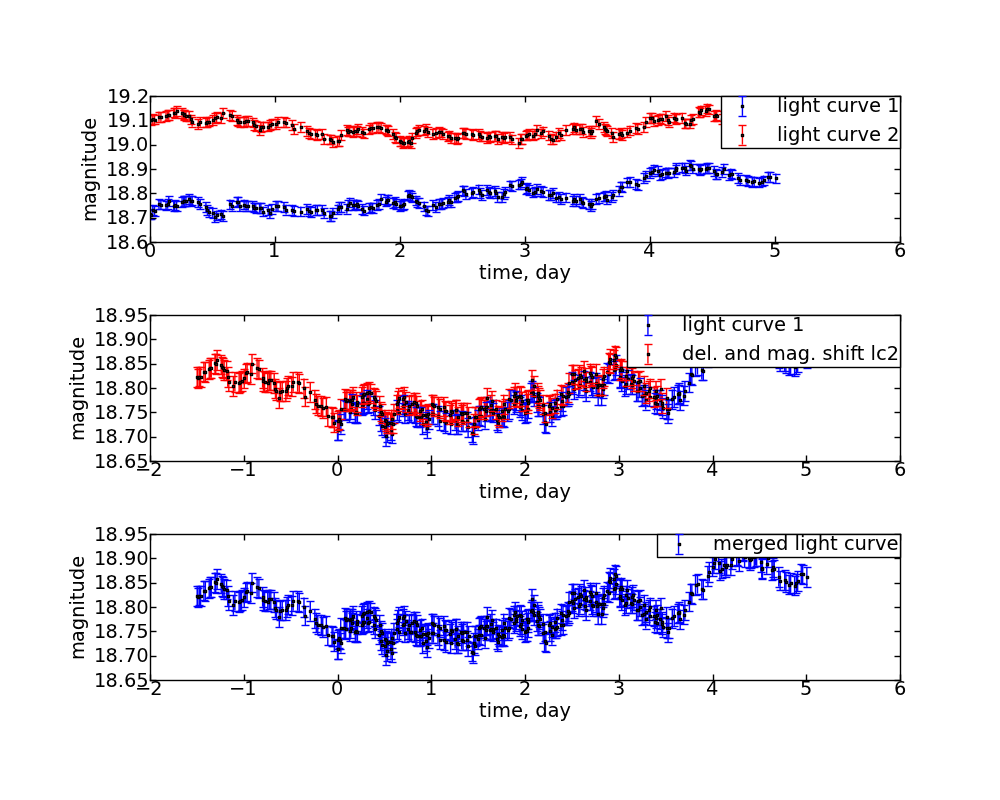 19.2
19.1
19.0
18.9
18.8
18.7
18.6
magnitude
light curve 1
light curve 2
0 1 2 3 4 5 6
time, day
18.95
18.90
18.85
18.80
18.75
18.70
18.65
magnitude
light curve 1
del. and mag. shift lc2
−2 −1 0 1 2 3 4 5 6
time, day
18.95
18.90
18.85
18.80
18.75
18.70
18.65
magnitude
merged light curve
−2 −1 0 1 2 3 4 5 6
time, day